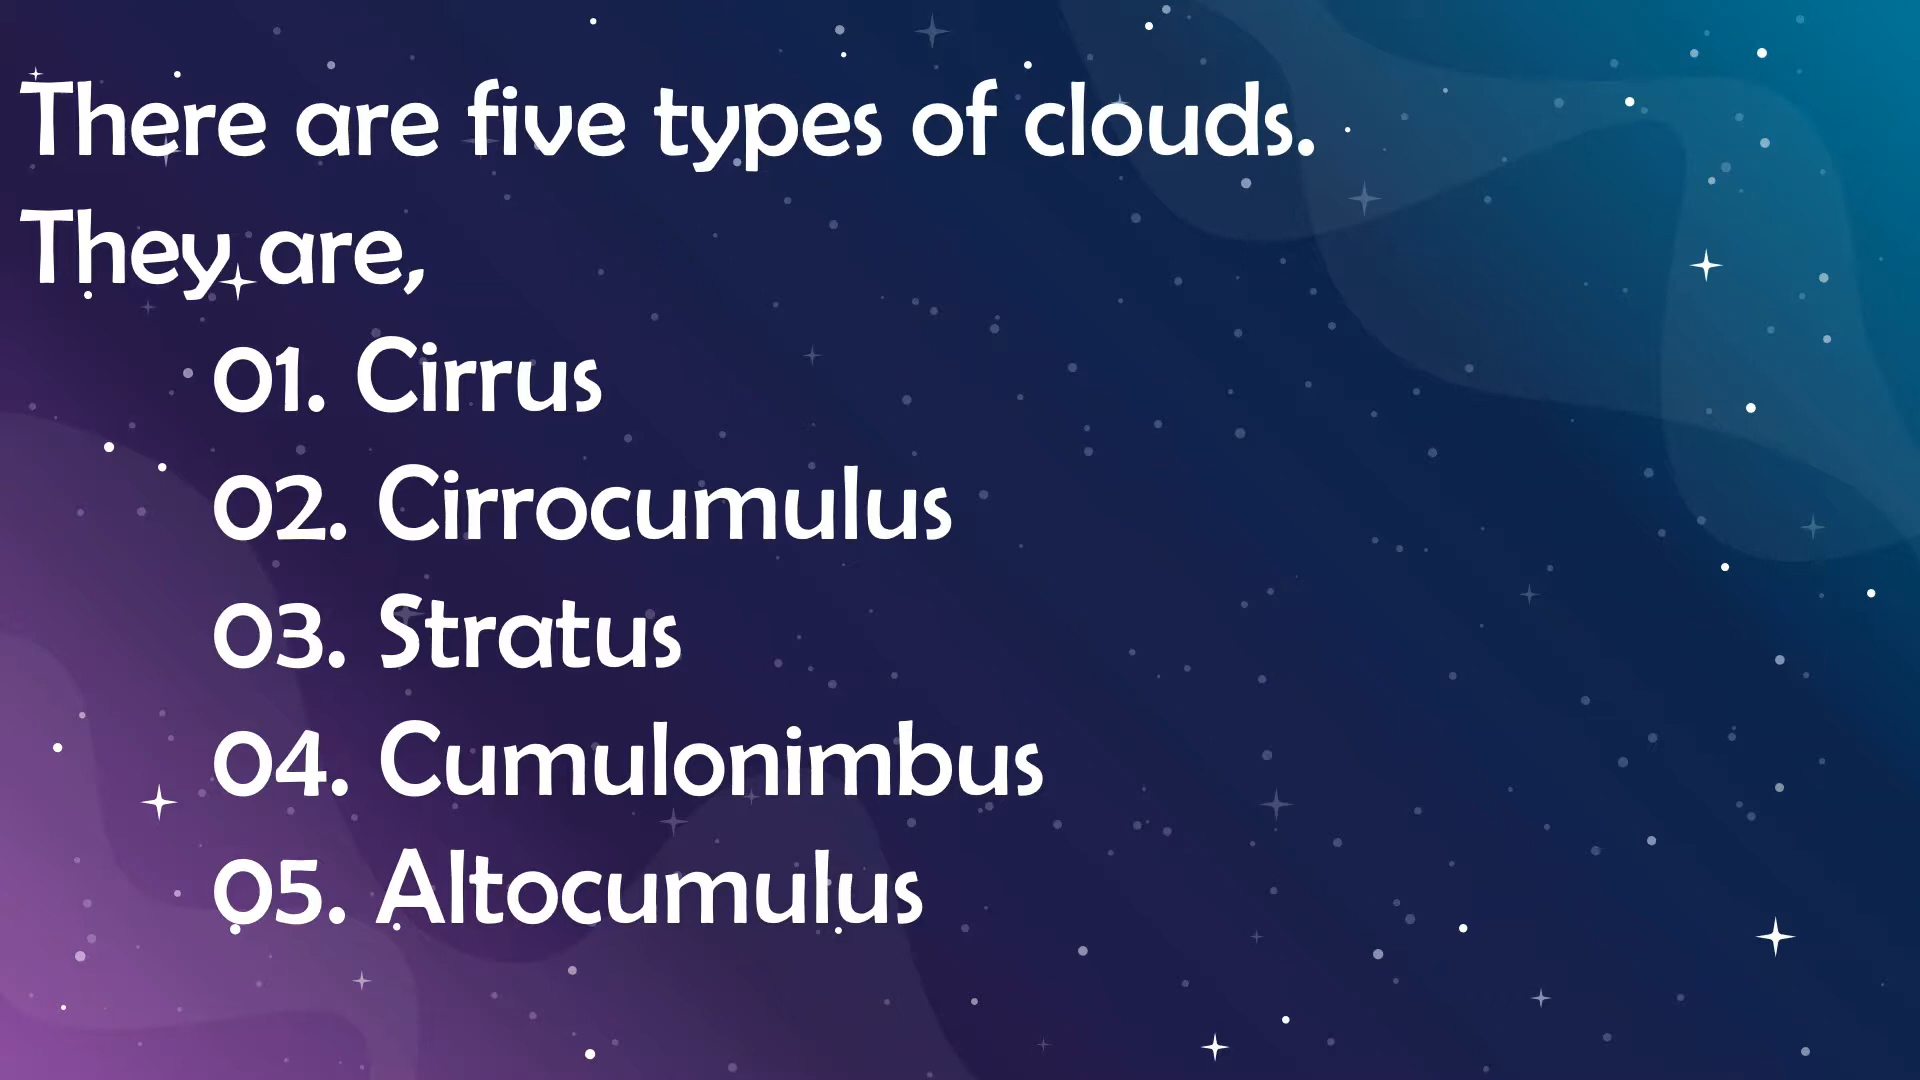 There are five types of clouds.
They are,
01. Cirrus
02. Cirrocumulus
03. Stratus
04. Cumulonimbus
05. Altocumulus